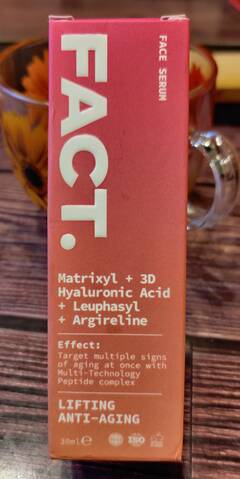 FACE SERUM
FACT.
Matrixyl + 3D
Hyaluronic Acid
+ Leuphasyl
+ Argireline
Effect:
Target multiple signs
of aging at once with
Multi-Technology
Peptide complex
LIFTING
ANTI-AGING
30ml ℮
ISO